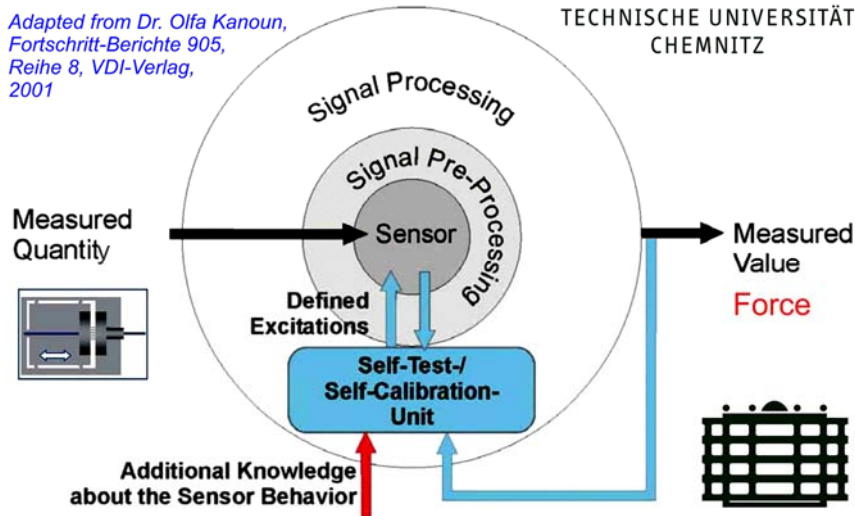 Adapted from Dr. Olfa Kanoun,
Fortschritt-Berichte 905,
Reihe 8, VDI-Verlag,
2001
TECHNISCHE UNIVERSITÄT
CHEMNITZ
Signal Processing
Signal Pre-Processing
Sensor
Measured
Quantity
Measured
Value
Force
Defined
Excitations
Self-Test-/
Self-Calibration-
Unit
Additional Knowledge
about the Sensor Behavior